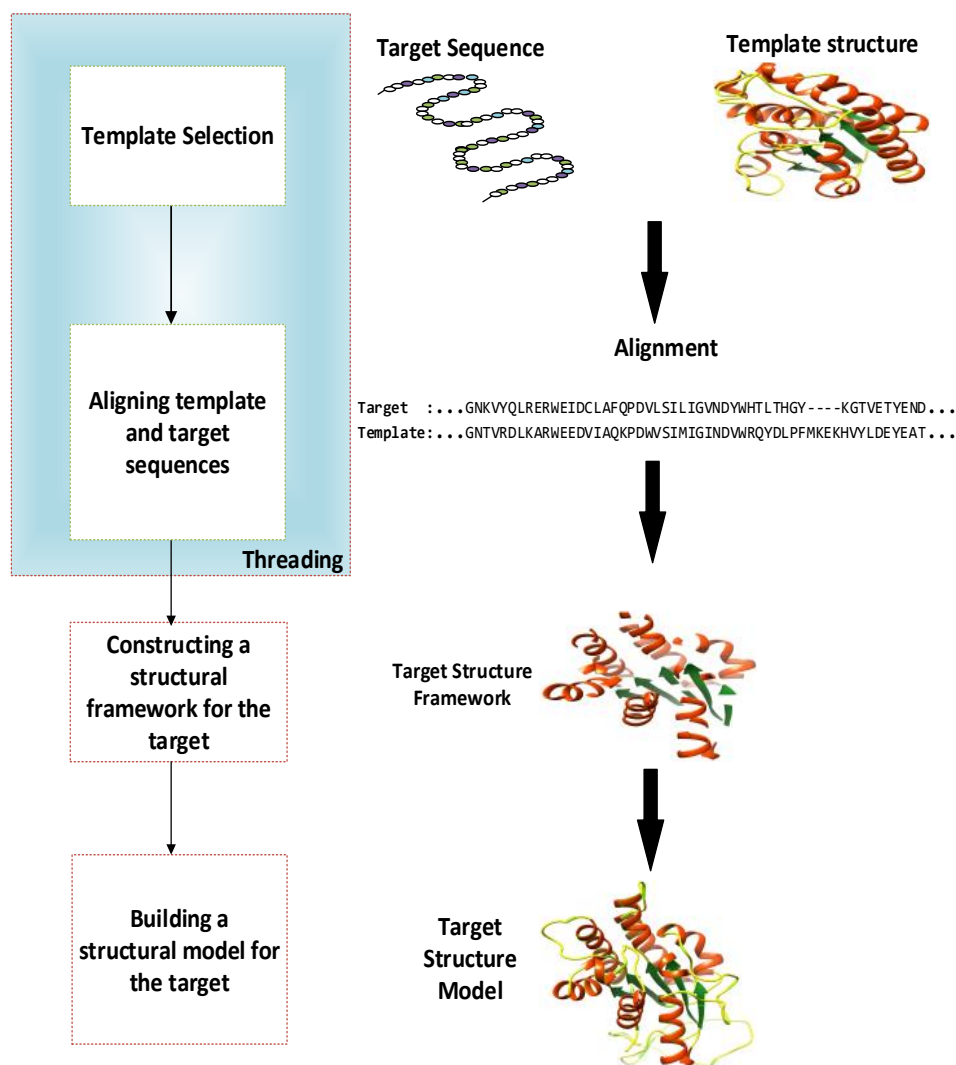 Template Selection
Aligning template
and target
sequences
Threading
Constructing a
structural
framework for the
target
Building a
structural model for
the target
Target Sequence
Template structure
Alignment
Target  :...GNKVYQLRERWEIDCLAFQPDVLSILIGVNDYWHTLTHGY----KGTVETYEND...
Template:...GNTVRDLKARWEEDVIAQKPDWVSIMIGINDVWRQYDLPFMKEKHVYLDEYEAT...
Target Structure
Framework
Target
Structure
Model